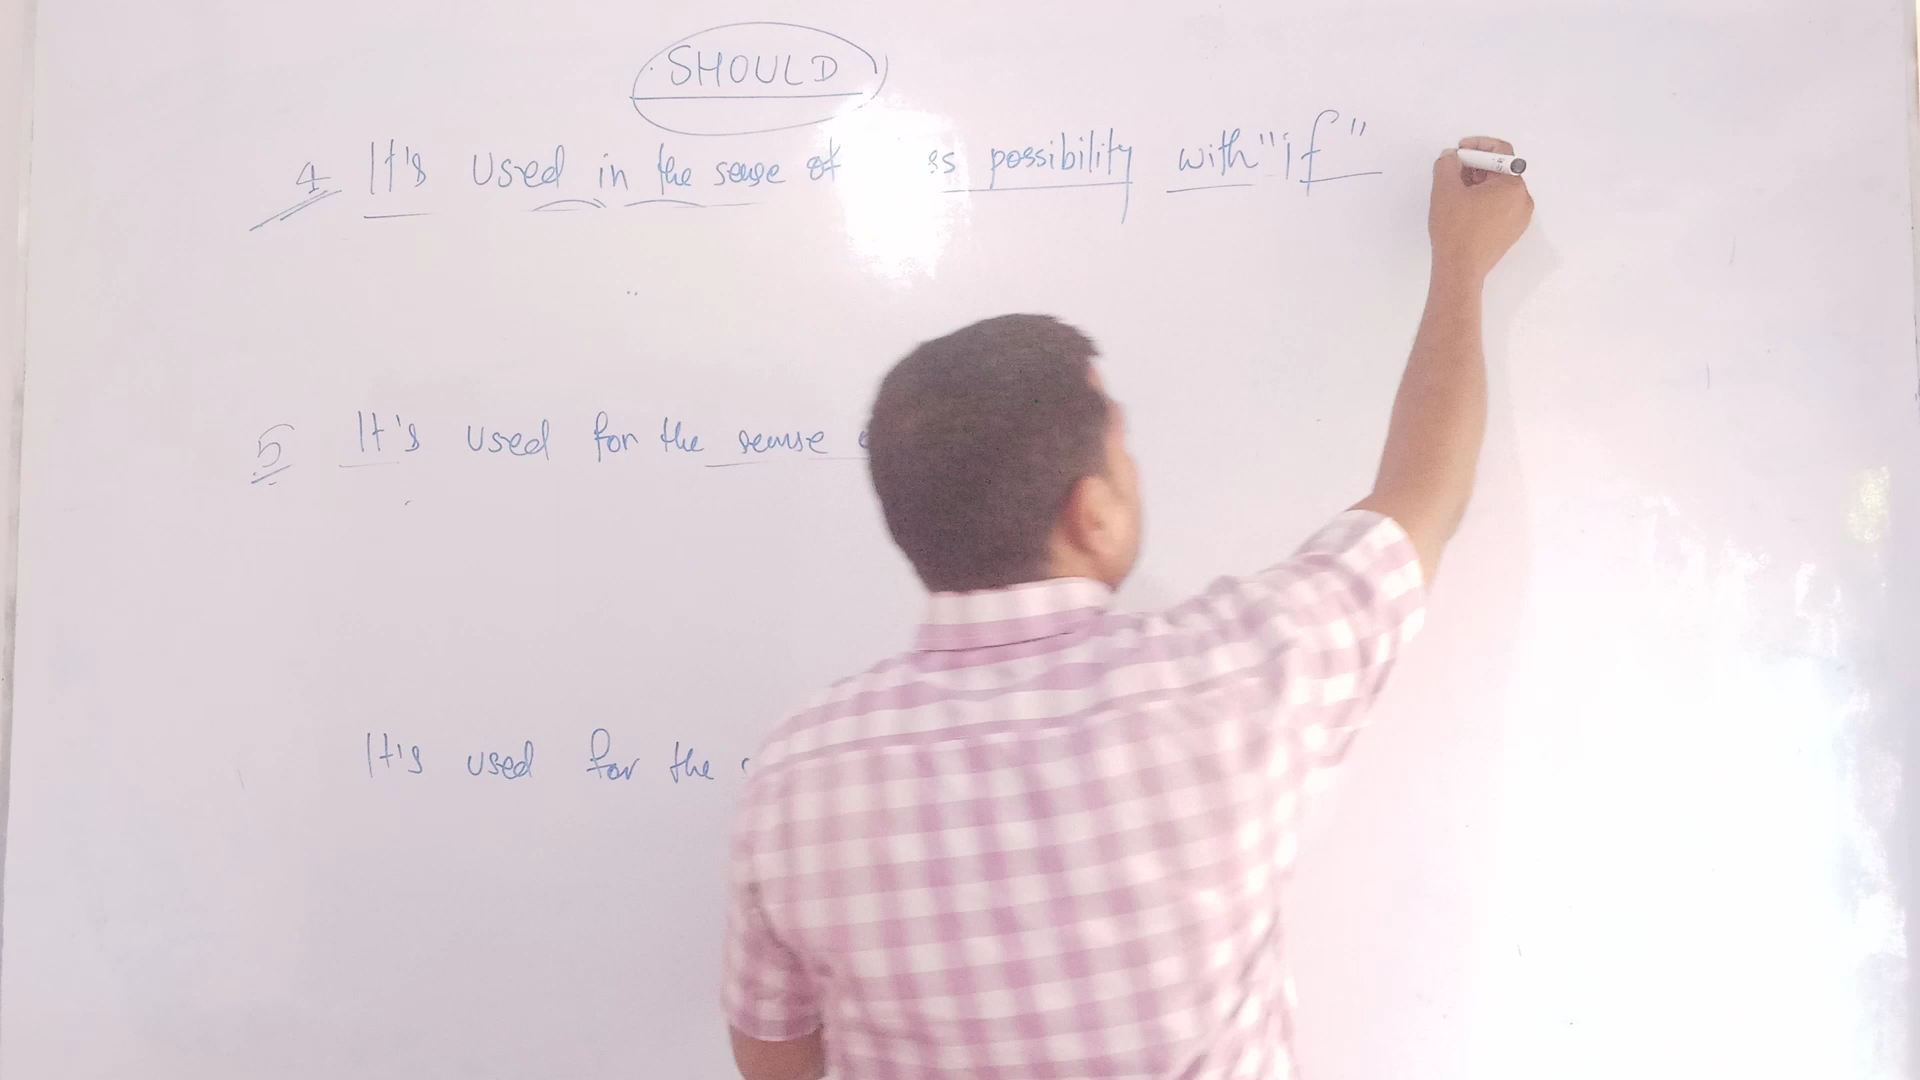 SHOULD
4 It's used in the sense of possibility with "if"
5 It's used for the sense
It's used for the